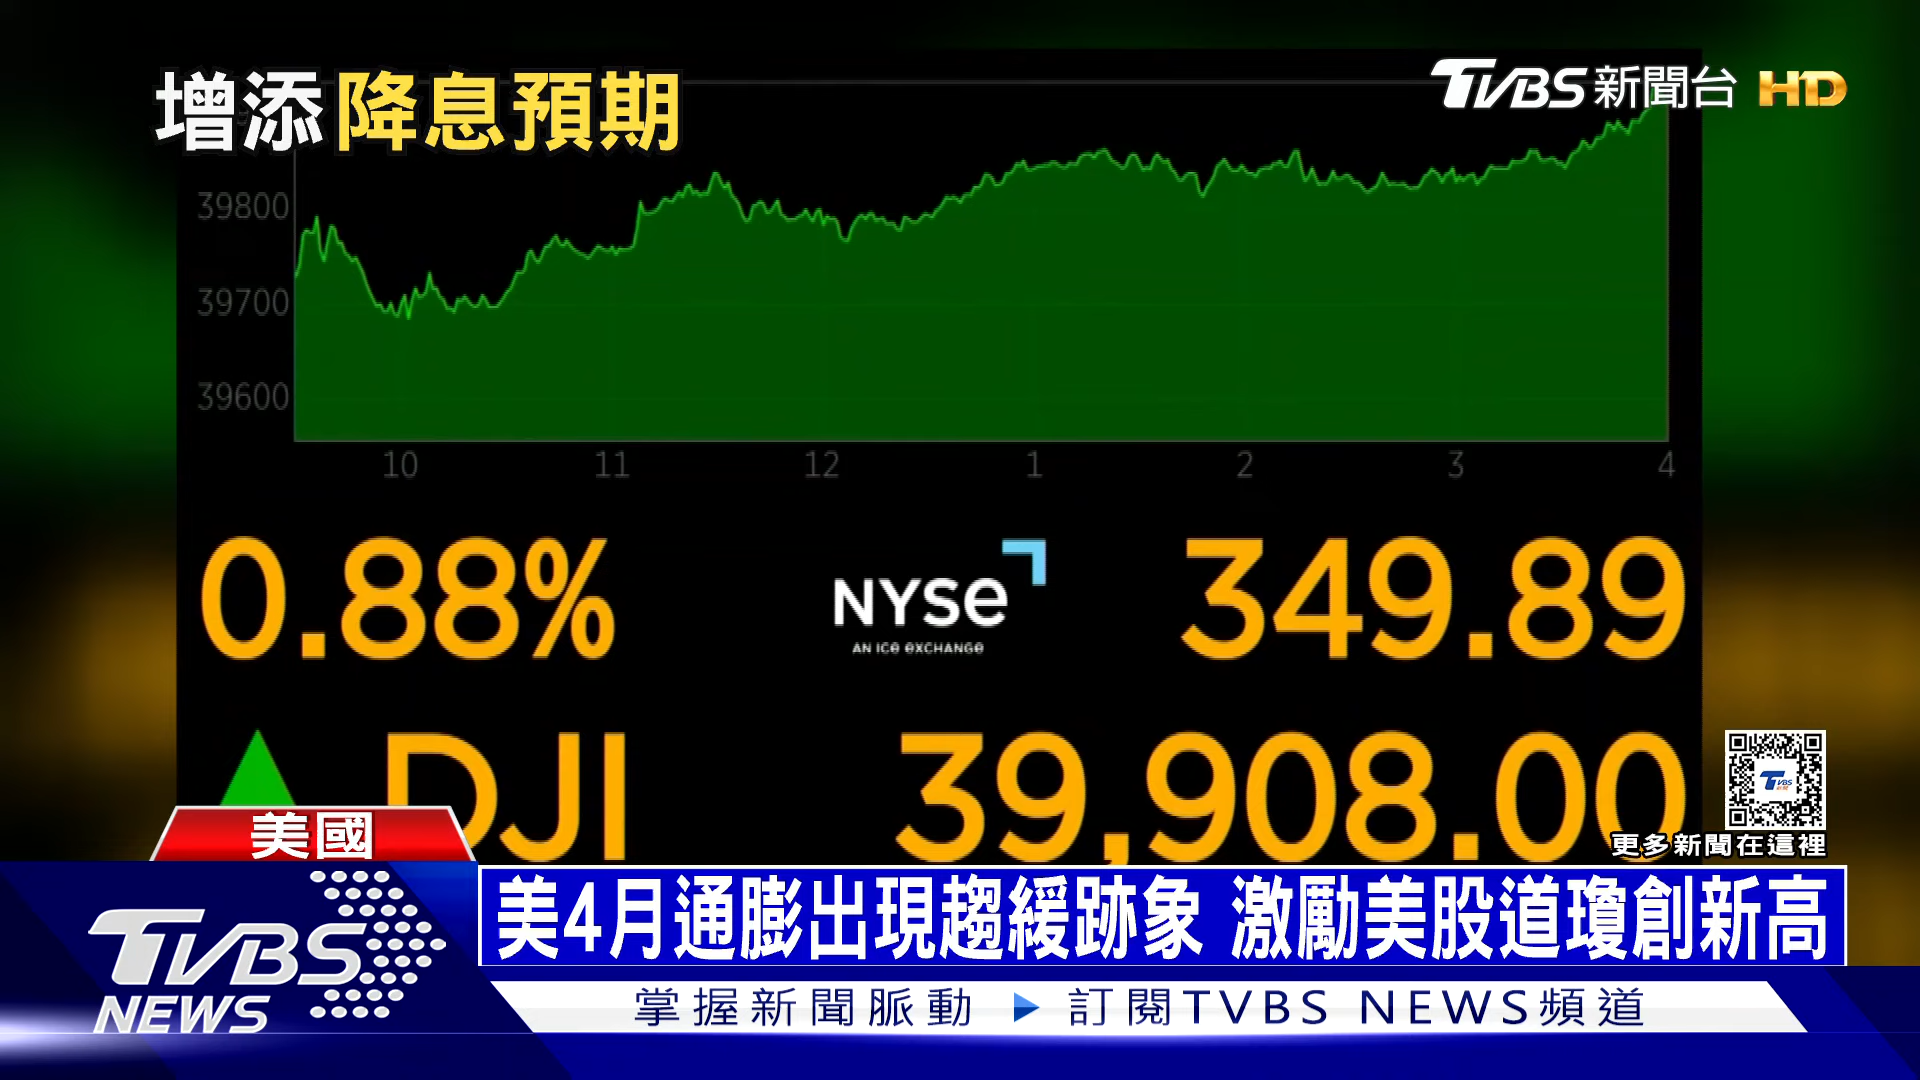 增添降息預期
TVBS新聞台 HD
39800
39700
39600
10 11 12 1 2 3 4
0.88%
NYSE
AN ICE EXCHANGE
349.89
DJI 39,908.00
TVBS
新聞
更多新聞在這裡
美國
美4月通膨出現趨緩跡象 激勵美股道瓊創新高
TVBS
NEWS
掌握新聞脈動 ▶ 訂閱TVBS NEWS頻道